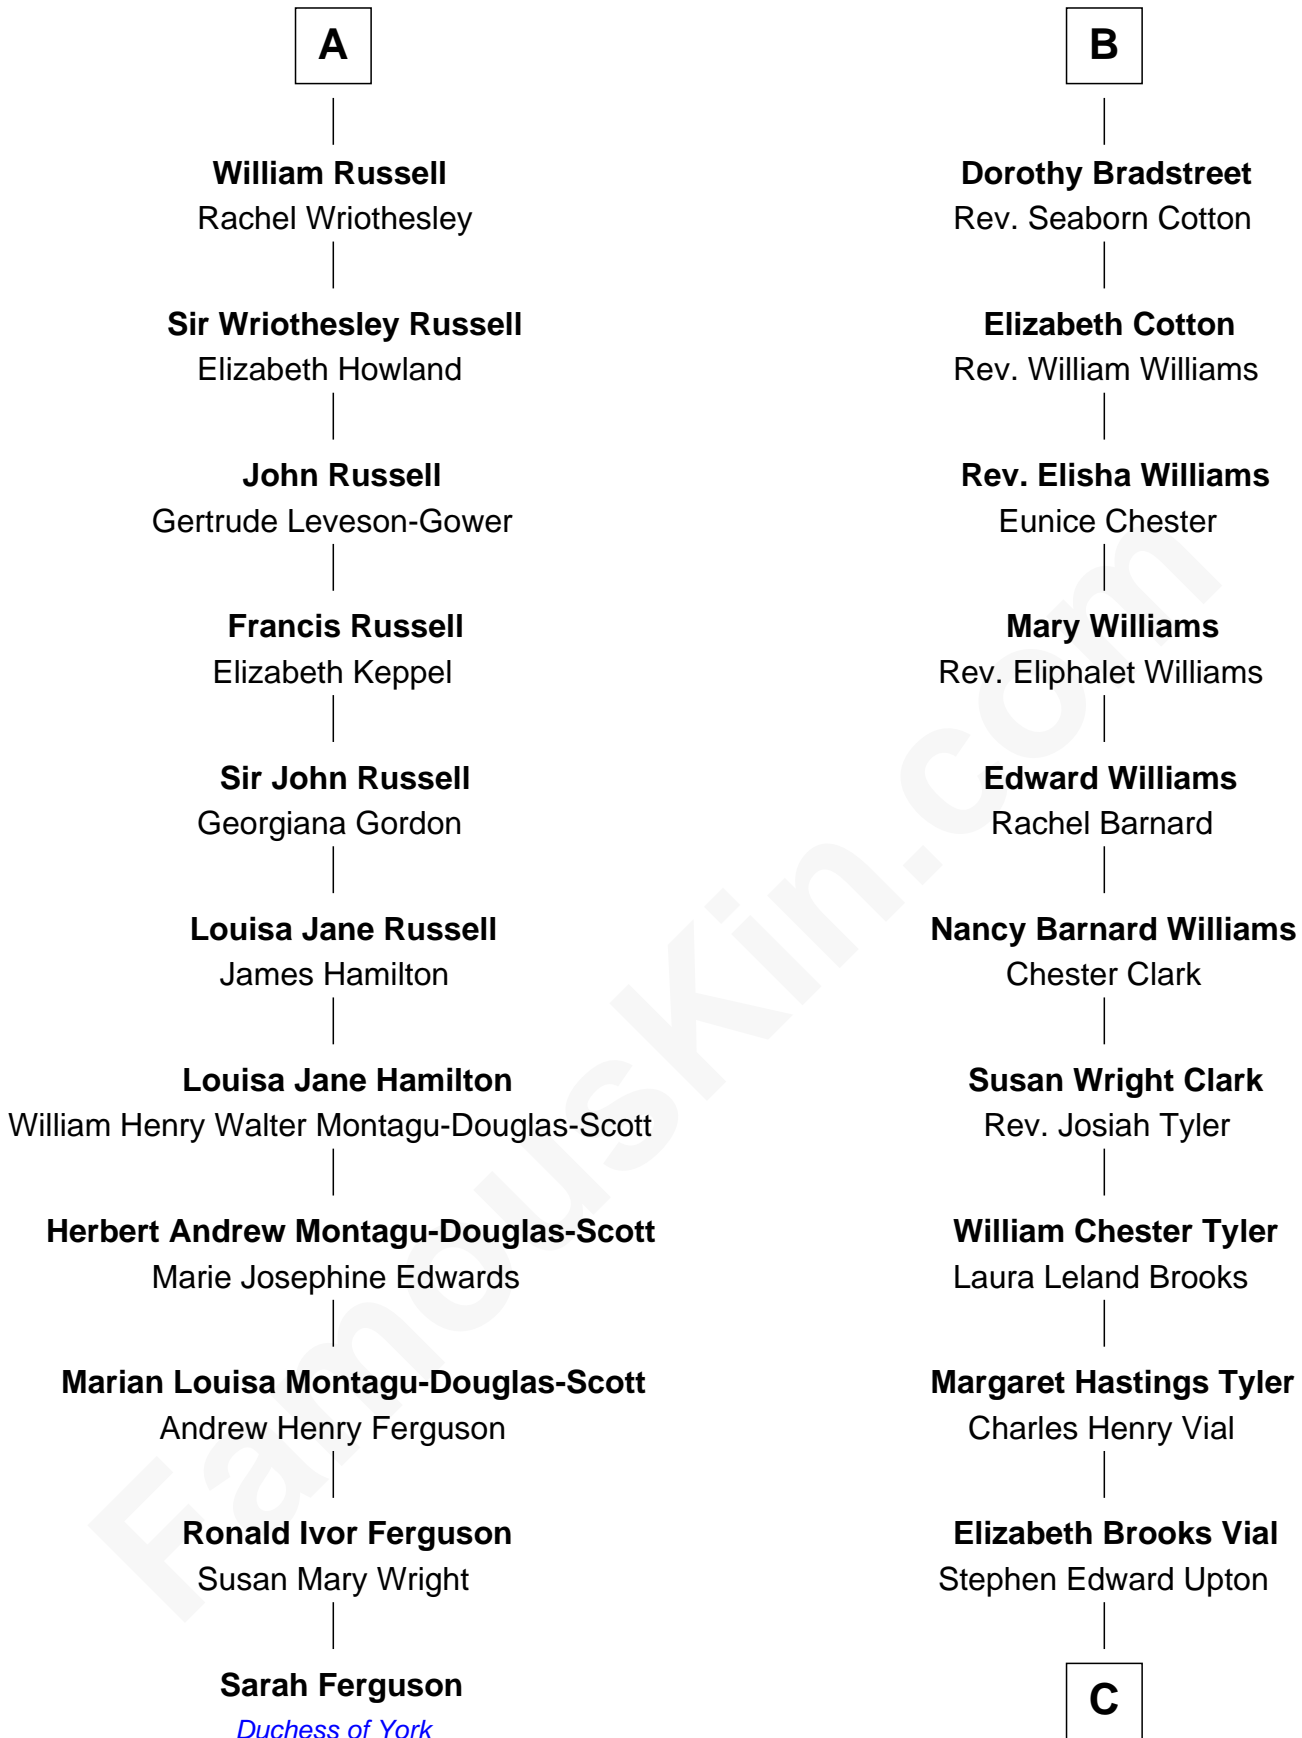 A
William Russell
Rachel Wriothesley
Sir Wriothesley Russell
Elizabeth Howland
John Russell
Gertrude Leveson-Gower
Francis Russell
Elizabeth Keppel
Sir John Russell
Georgiana Gordon
Louisa Jane Russell
James Hamilton
Louisa Jane Hamilton
William Henry Walter Montagu-Douglas-Scott
Herbert Andrew Montagu-Douglas-Scott
Marie Josephine Edwards
Marian Louisa Montagu-Douglas-Scott
Andrew Henry Ferguson
Ronald Ivor Ferguson
Susan Mary Wright
Sarah Ferguson
Duchess of York
B
Dorothy Bradstreet
Rev. Seaborn Cotton
Elizabeth Cotton
Rev. William Williams
Rev. Elisha Williams
Eunice Chester
Mary Williams
Rev. Eliphalet Williams
Edward Williams
Rachel Barnard
Nancy Barnard Williams
Chester Clark
Susan Wright Clark
Rev. Josiah Tyler
William Chester Tyler
Laura Leland Brooks
Margaret Hastings Tyler
Charles Henry Vial
Elizabeth Brooks Vial
Stephen Edward Upton
C
FamousKin.com